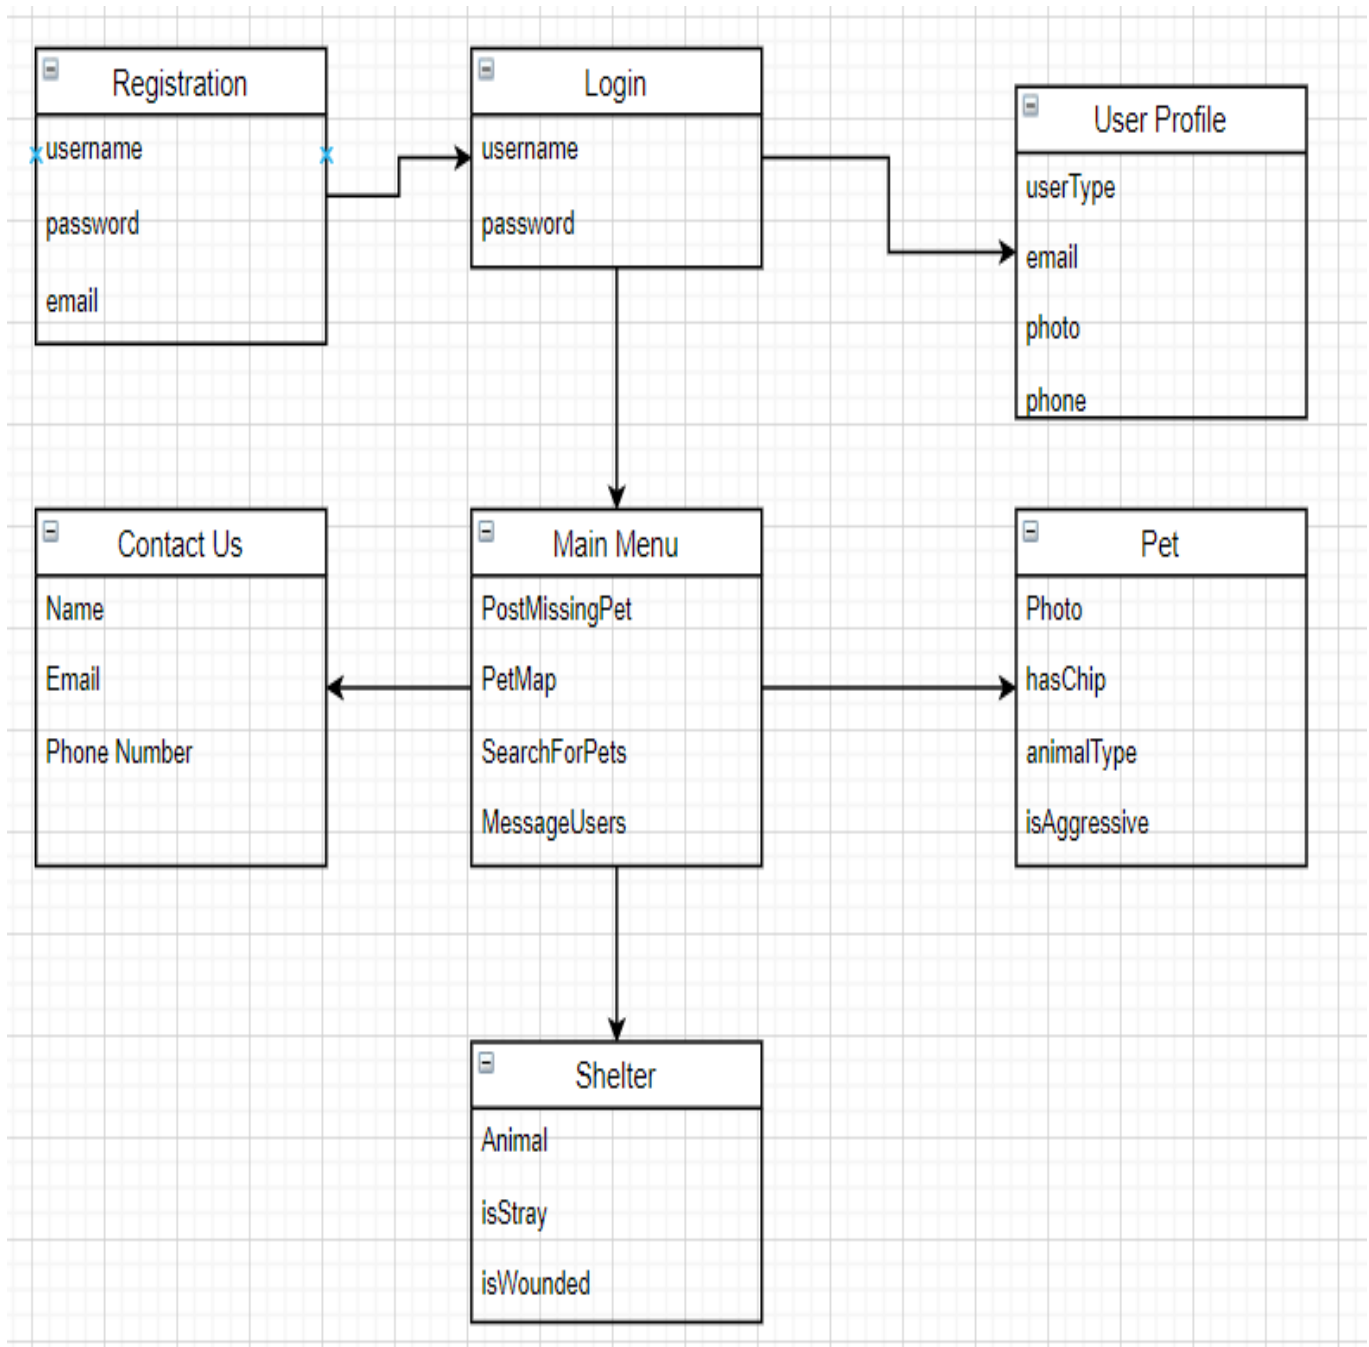 Registration
username
password
email
Login
username
password
User Profile
userType
email
photo
phone
Contact Us
Name
Email
Phone Number
Main Menu
PostMissingPet
PetMap
SearchForPets
MessageUsers
Pet
Photo
hasChip
animalType
isAggressive
Shelter
Animal
isStray
isWounded